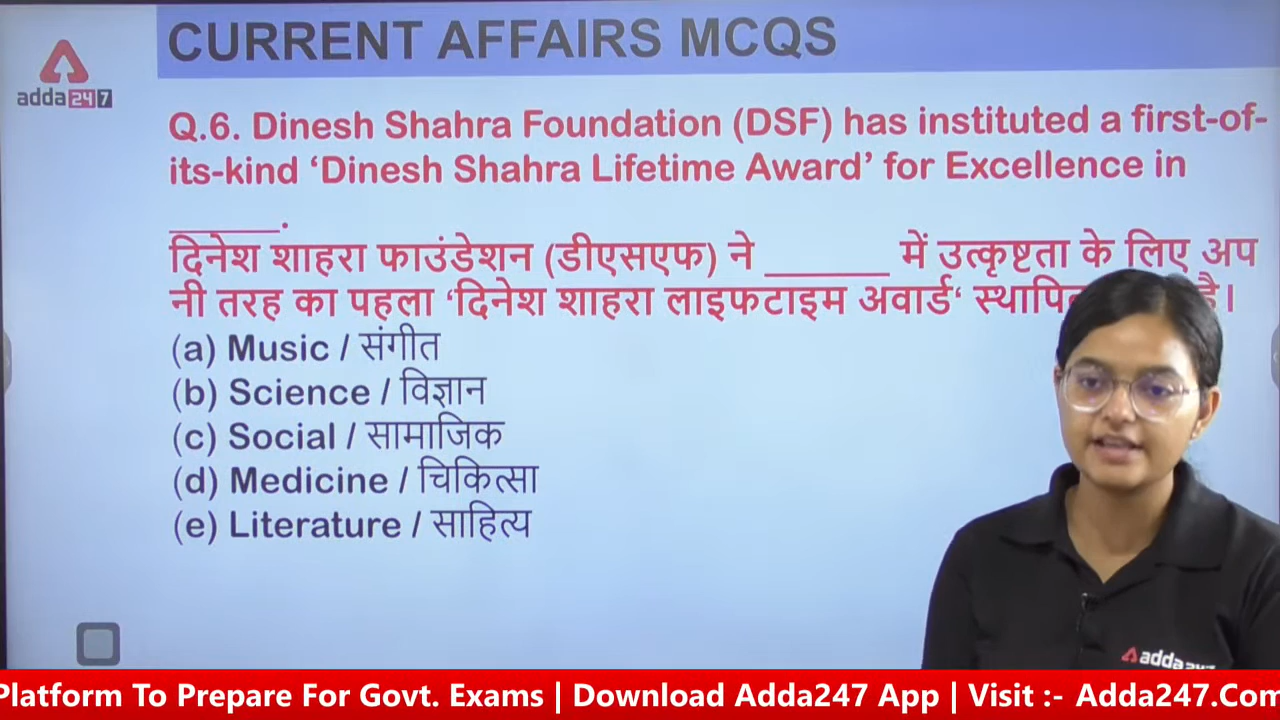 CURRENT AFFAIRS MCQS
adda247
Q.6. Dinesh Shahra Foundation (DSF) has instituted a first-of-
its-kind ‘Dinesh Shahra Lifetime Award’ for Excellence in
______.
दिनेश शाहरा फाउंडेशन (डीएसएफ) ने _______ में उत्कृष्टता के लिए अप
नी तरह का पहला ‘दिनेश शाहरा लाइफटाइम अवार्ड‘ है।
(a) Music / संगीत
(b) Science / विज्ञान
(c) Social / सामाजिक
(d) Medicine / चिकित्सा
(e) Literature / साहित्य
adda247
Platform To Prepare For Govt. Exams | Download Adda247 App | Visit :- Adda247.Com